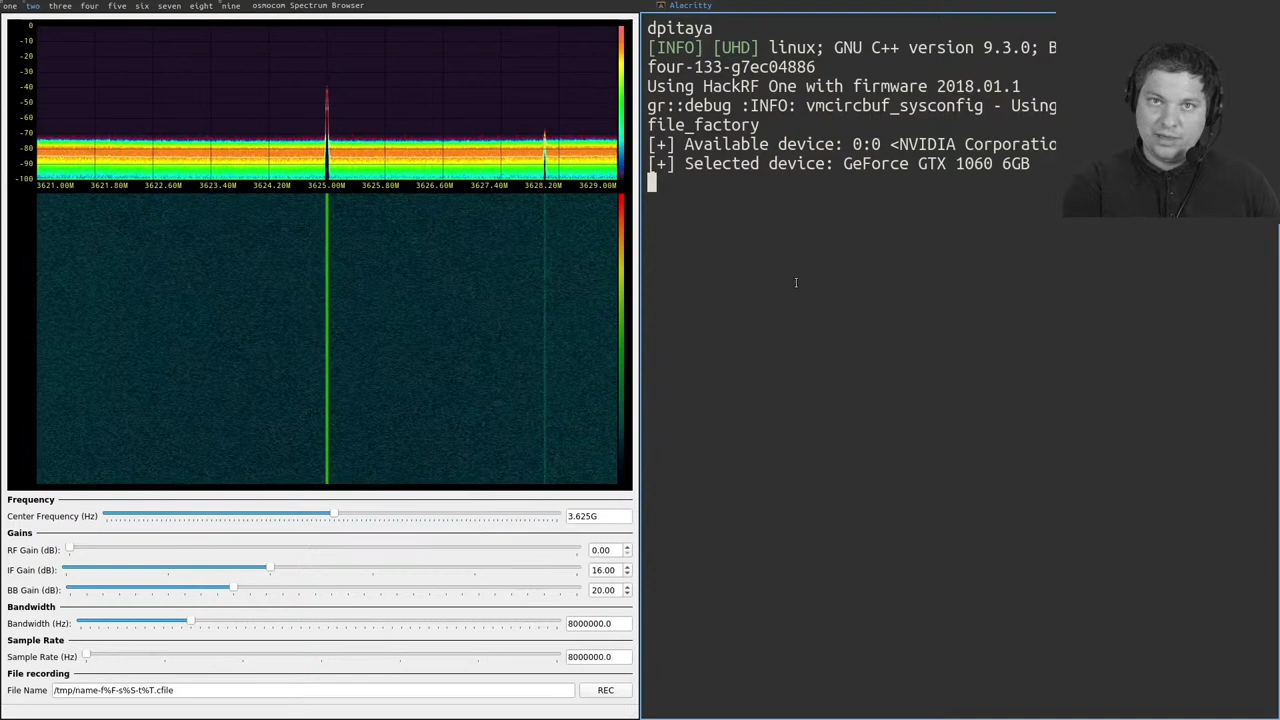 one two three four five six seven eight nine osmocom Spectrum Browser
Alacritty
0
-10
-20
-30
-40
-50
-60
-70
-80
-90
-100
3621.00M 3621.80M 3622.60M 3623.40M 3624.20M 3625.00M 3625.80M 3626.60M 3627.40M 3628.20M 3629.00M
Frequency
Center Frequency (Hz) 3.625G
Gains
RF Gain (dB): 0.00
IF Gain (dB): 16.00
BB Gain (dB): 20.00
Bandwidth
Bandwidth (Hz): 8000000.0
Sample Rate
Sample Rate (Hz) 8000000.0
File recording
File Name /tmp/name-f%F-s%S-t%T.cfile REC
dpitaya
[INFO] [UHD] linux; GNU C++ version 9.3.0; B
four-133-g7ec04886
Using HackRF One with firmware 2018.01.1
gr::debug :INFO: vmcircbuf_sysconfig - Using
file_factory
[+] Available device: 0:0 <NVIDIA Corporatio
[+] Selected device: GeForce GTX 1060 6GB